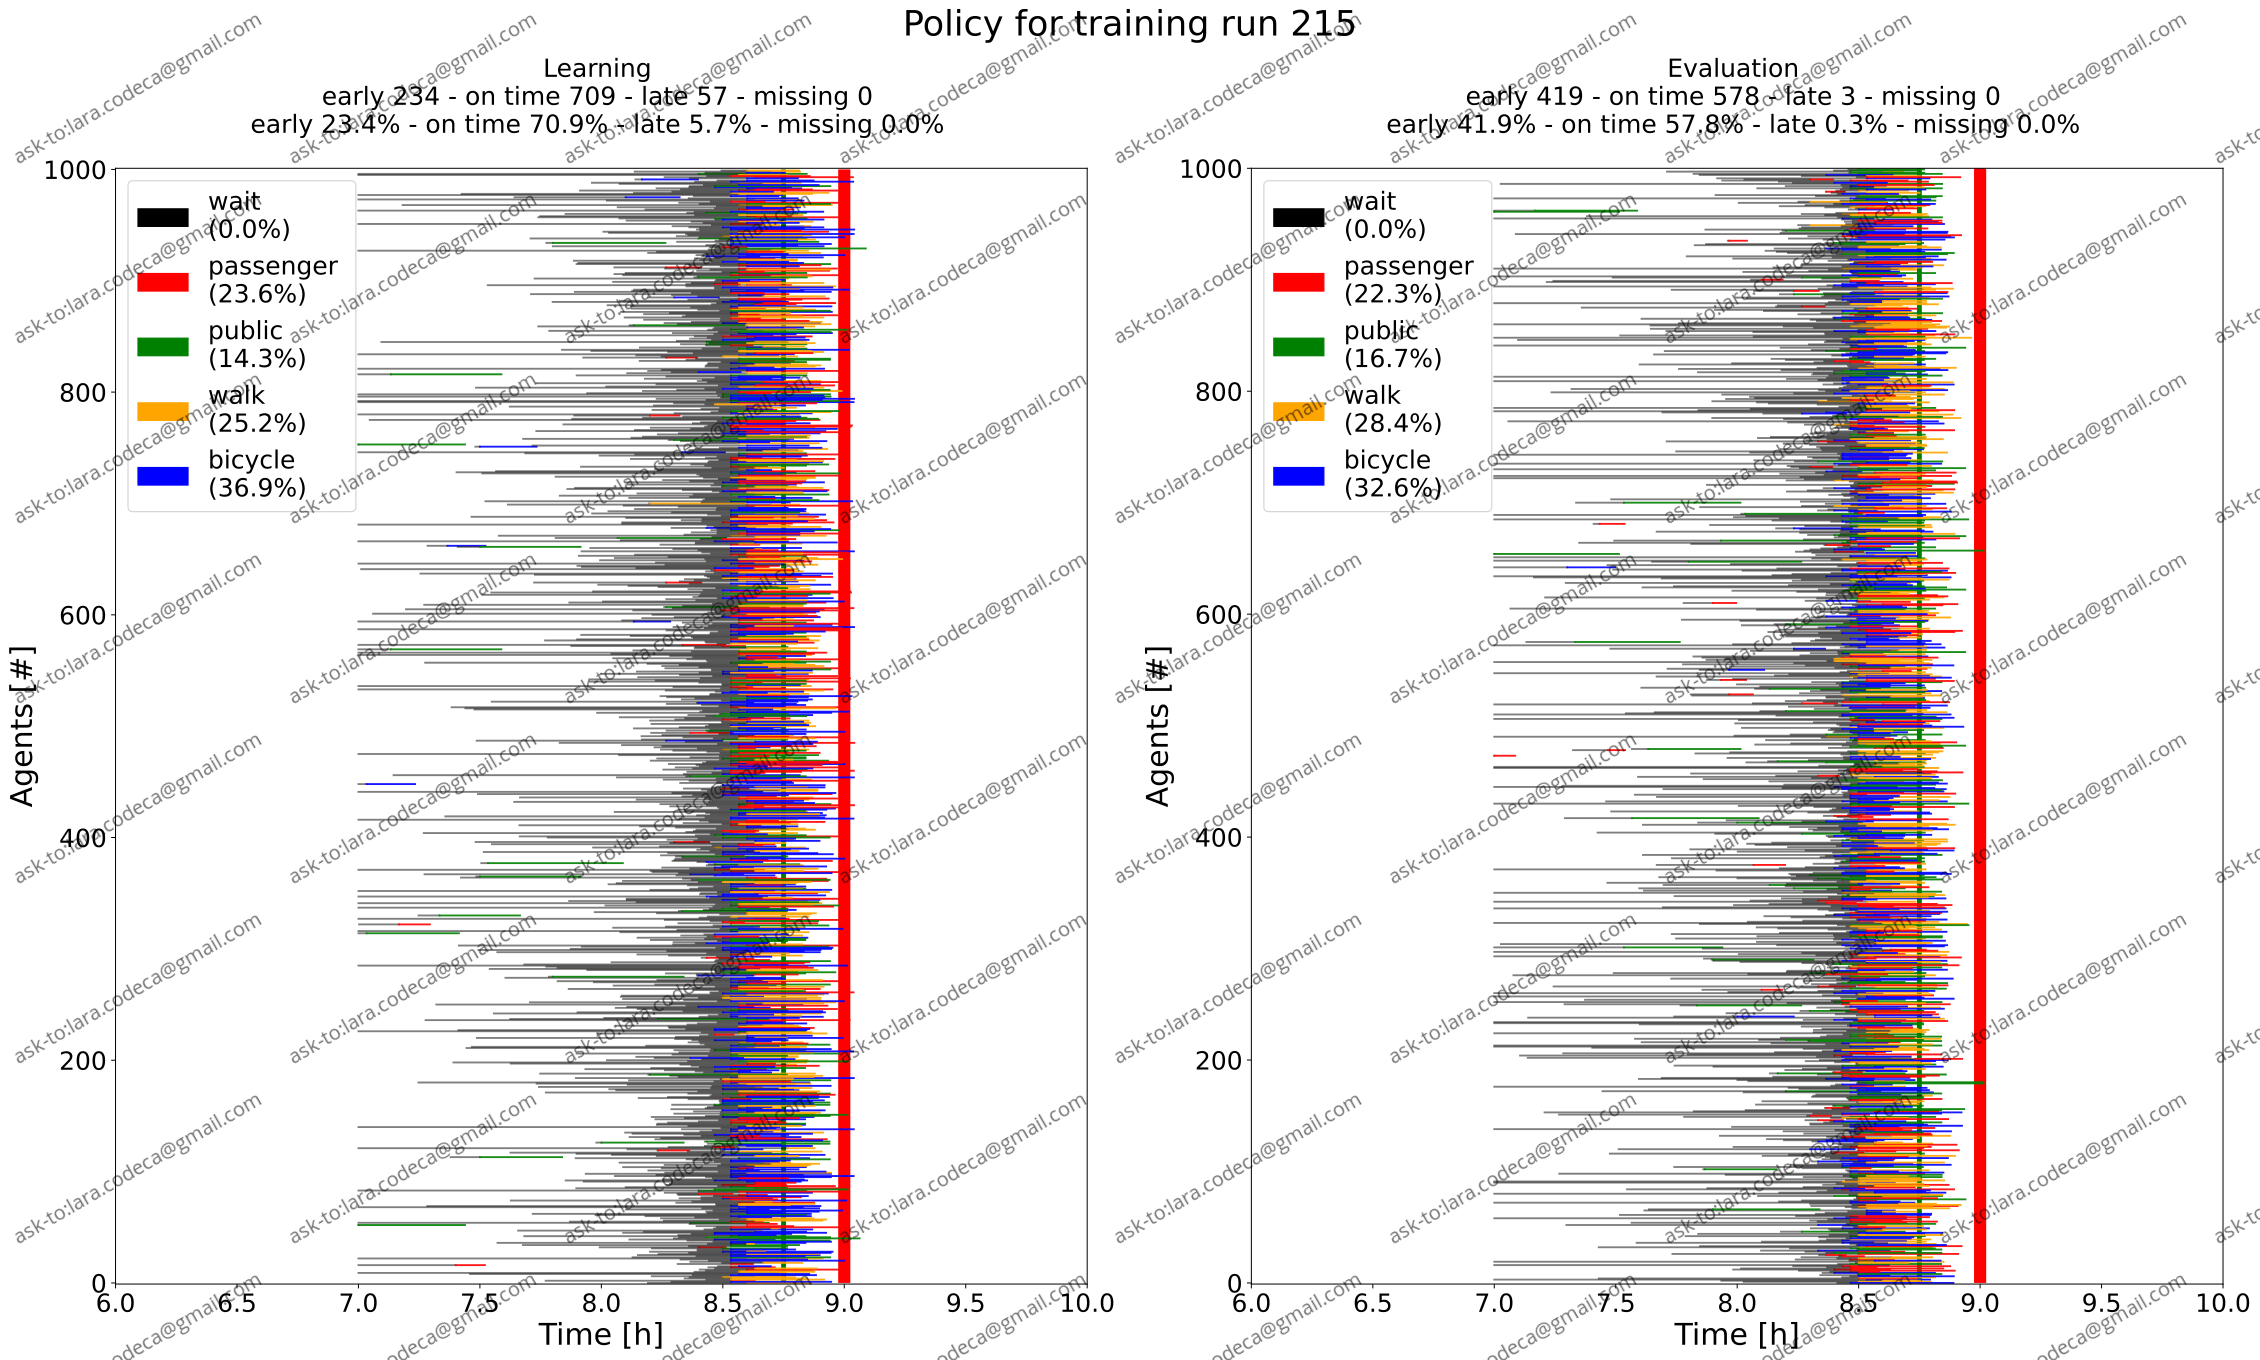 Policy for training run 215
Learning
early 234 - on time 709 - late 57 - missing 0
early 23.4% - on time 70.9% - late 5.7% - missing 0.0%
1000
800
600
400
200
0
Agents [#]
wait
(0.0%)
passenger
(23.6%)
public
(14.3%)
walk
(25.2%)
bicycle
(36.9%)
6.0 6.5 7.0 7.5 8.0 8.5 9.0 9.5 10.0
Time [h]
Evaluation
early 419 - on time 578 - late 3 - missing 0
early 41.9% - on time 57.8% - late 0.3% - missing 0.0%
1000
800
600
400
200
0
Agents [#]
wait
(0.0%)
passenger
(22.3%)
public
(16.7%)
walk
(28.4%)
bicycle
(32.6%)
6.0 6.5 7.0 7.5 8.0 8.5 9.0 9.5 10.0
Time [h]
ask-to:lara.codeca@gmail.com